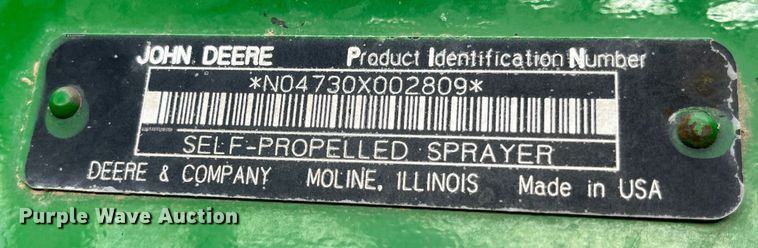 JOHN DEERE Product Identification Number
*N04730X002809*
SELF-PROPELLED SPRAYER
DEERE & COMPANY MOLINE, ILLINOIS Made in USA
Purple Wave Auction